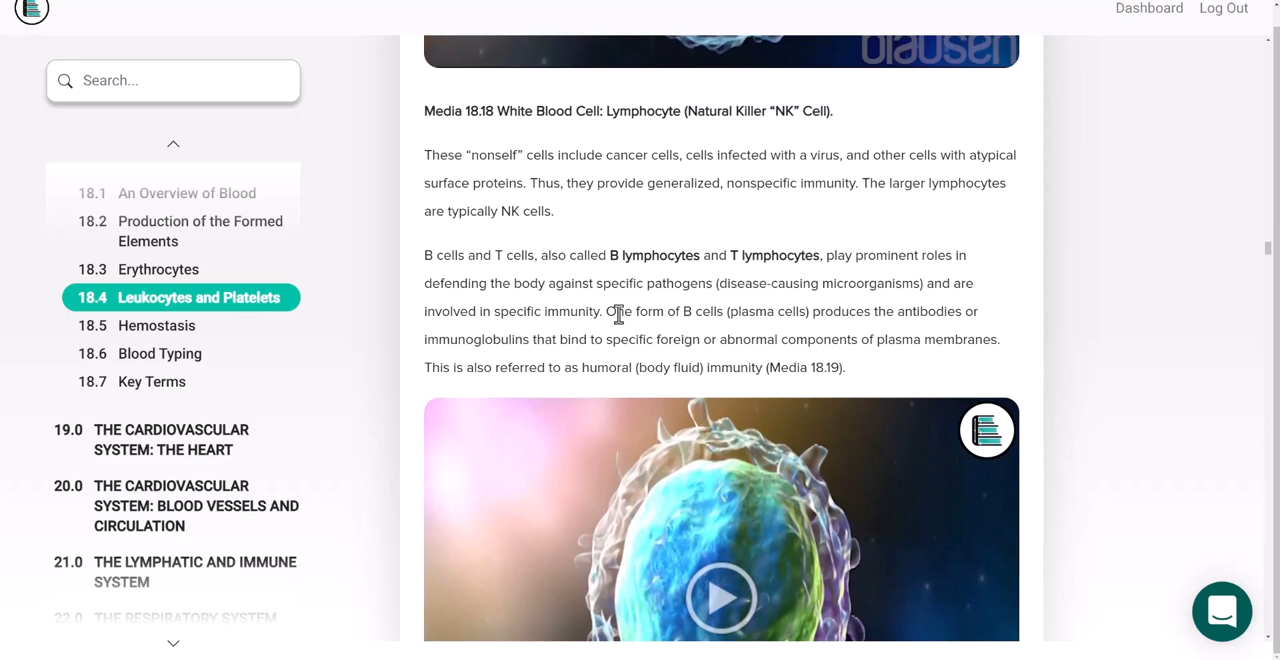 Dashboard Log Out
Search...
18.1 An Overview of Blood
18.2 Production of the Formed
Elements
18.3 Erythrocytes
18.4 Leukocytes and Platelets
18.5 Hemostasis
18.6 Blood Typing
18.7 Key Terms
19.0 THE CARDIOVASCULAR
SYSTEM: THE HEART
20.0 THE CARDIOVASCULAR
SYSTEM: BLOOD VESSELS AND
CIRCULATION
21.0 THE LYMPHATIC AND IMMUNE
SYSTEM
22.0 THE RESPIRATORY SYSTEM
blausen
Media 18.18 White Blood Cell: Lymphocyte (Natural Killer “NK” Cell).
These “nonself” cells include cancer cells, cells infected with a virus, and other cells with atypical
surface proteins. Thus, they provide generalized, nonspecific immunity. The larger lymphocytes
are typically NK cells.
B cells and T cells, also called B lymphocytes and T lymphocytes, play prominent roles in
defending the body against specific pathogens (disease-causing microorganisms) and are
involved in specific immunity. One form of B cells (plasma cells) produces the antibodies or
immunoglobulins that bind to specific foreign or abnormal components of plasma membranes.
This is also referred to as humoral (body fluid) immunity (Media 18.19).